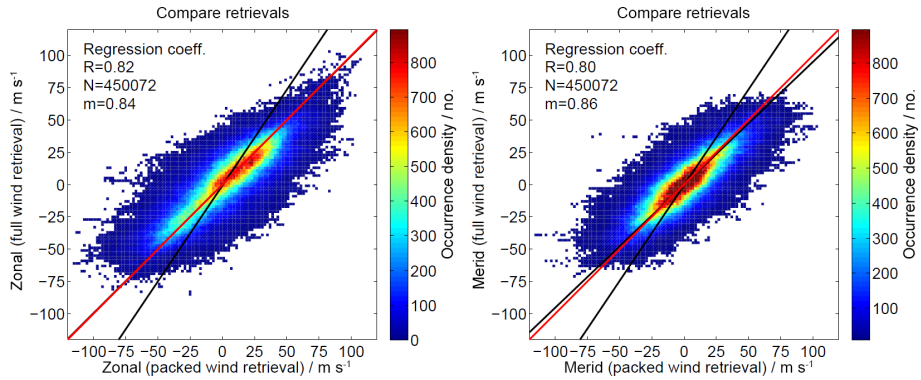 Compare retrievals
Regression coeff.
R=0.82
N=450072
m=0.84
Zonal (full wind retrieval) / m s⁻¹
100
75
50
25
0
−25
−50
−75
−100
−100 −75 −50 −25 0 25 50 75 100
Zonal (packed wind retrieval) / m s⁻¹
800
700
600
500
400
300
200
100
0
Occurrence density / no.
Compare retrievals
Regression coeff.
R=0.80
N=450072
m=0.86
Merid (full wind retrieval) / m s⁻¹
100
75
50
25
0
−25
−50
−75
−100
−100 −75 −50 −25 0 25 50 75 100
Merid (packed wind retrieval) / m s⁻¹
800
700
600
500
400
300
200
100
Occurrence density / no.